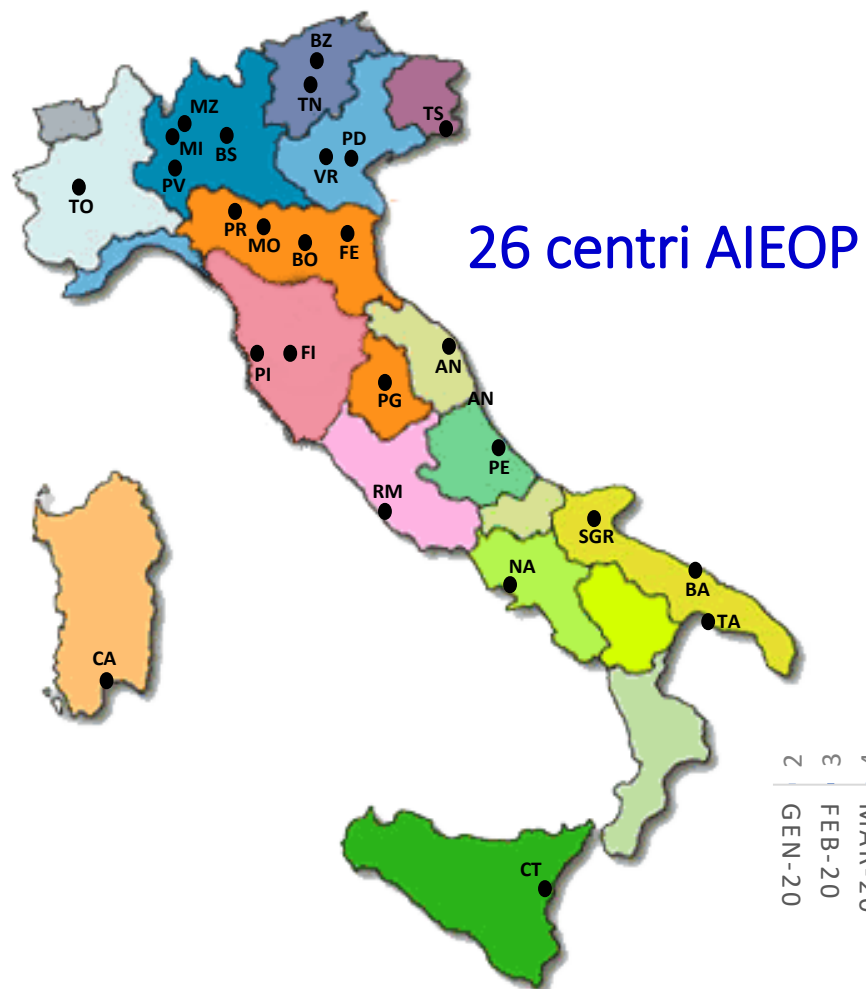 BZ
TN
MZ
MI
BS
PV
TS
PD
VR
TO
PR
MO
BO
FE
26 centri AIEOP
PI
FI
AN
AN
PG
PE
RM
SGR
NA
BA
TA
CA
CT
2
3
GEN-20
FEB-20